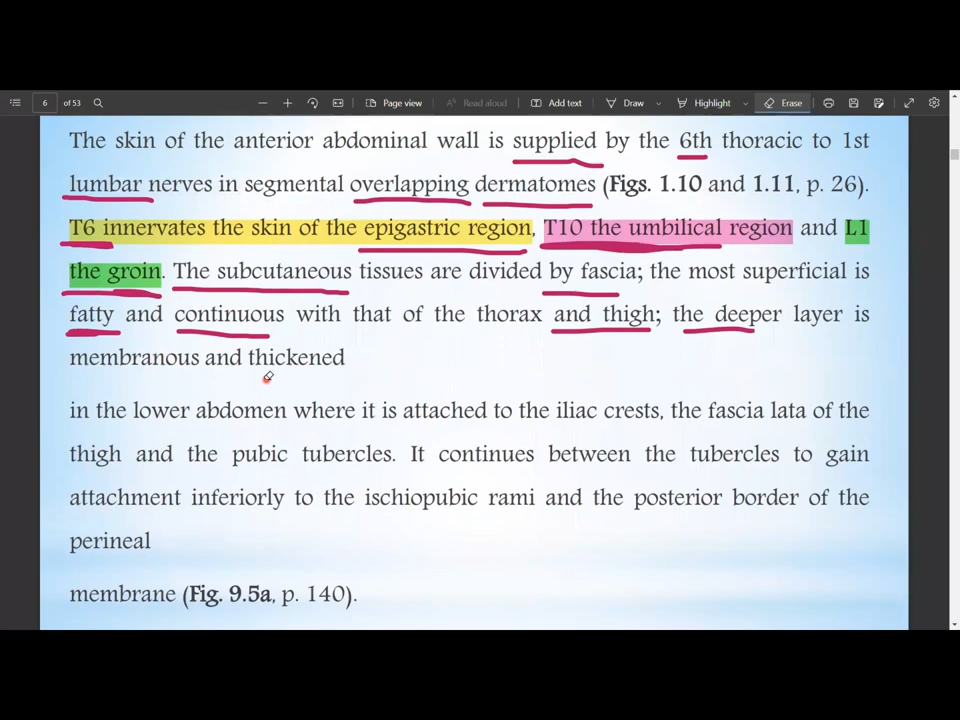 6 of 53 Page view Read aloud Add text Draw Highlight Erase
The skin of the anterior abdominal wall is supplied by the 6th thoracic to 1st
lumbar nerves in segmental overlapping dermatomes (Figs. 1.10 and 1.11, p. 26).
T6 innervates the skin of the epigastric region, T10 the umbilical region and L1
the groin. The subcutaneous tissues are divided by fascia; the most superficial is
fatty and continuous with that of the thorax and thigh; the deeper layer is
membranous and thickened
in the lower abdomen where it is attached to the iliac crests, the fascia lata of the
thigh and the pubic tubercles. It continues between the tubercles to gain
attachment inferiorly to the ischiopubic rami and the posterior border of the
perineal
membrane (Fig. 9.5a, p. 140).